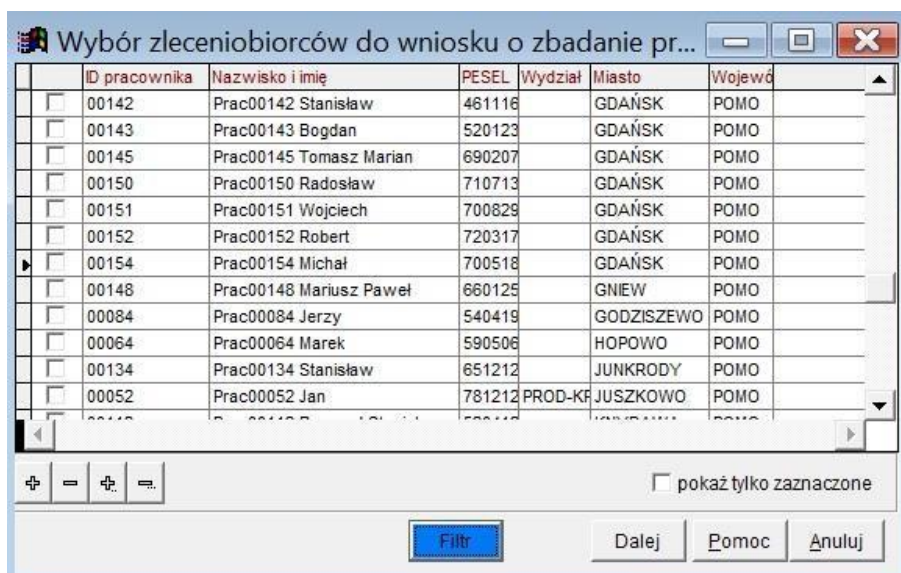 Wybór zleceniobiorców do wniosku o zbadanie pr...
ID pracownika Nazwisko i imię PESEL Wydział Miasto Wojewó
00142 Prac00142 Stanisław 461116 GDAŃSK POMO
00143 Prac00143 Bogdan 520123 GDAŃSK POMO
00145 Prac00145 Tomasz Marian 690207 GDAŃSK POMO
00150 Prac00150 Radosław 710713 GDAŃSK POMO
00151 Prac00151 Wojciech 700829 GDAŃSK POMO
00152 Prac00152 Robert 720317 GDAŃSK POMO
00154 Prac00154 Michał 700518 GDAŃSK POMO
00148 Prac00148 Mariusz Paweł 660125 GNIEW POMO
00084 Prac00084 Jerzy 540419 GODZISZEWO POMO
00064 Prac00064 Marek 590506 HOPOWO POMO
00134 Prac00134 Stanisław 651212 JUNKRODY POMO
00052 Prac00052 Jan 781212 PROD-KF JUSZKOWO POMO
pokaż tylko zaznaczone
Filtr Dalej Pomoc Anuluj